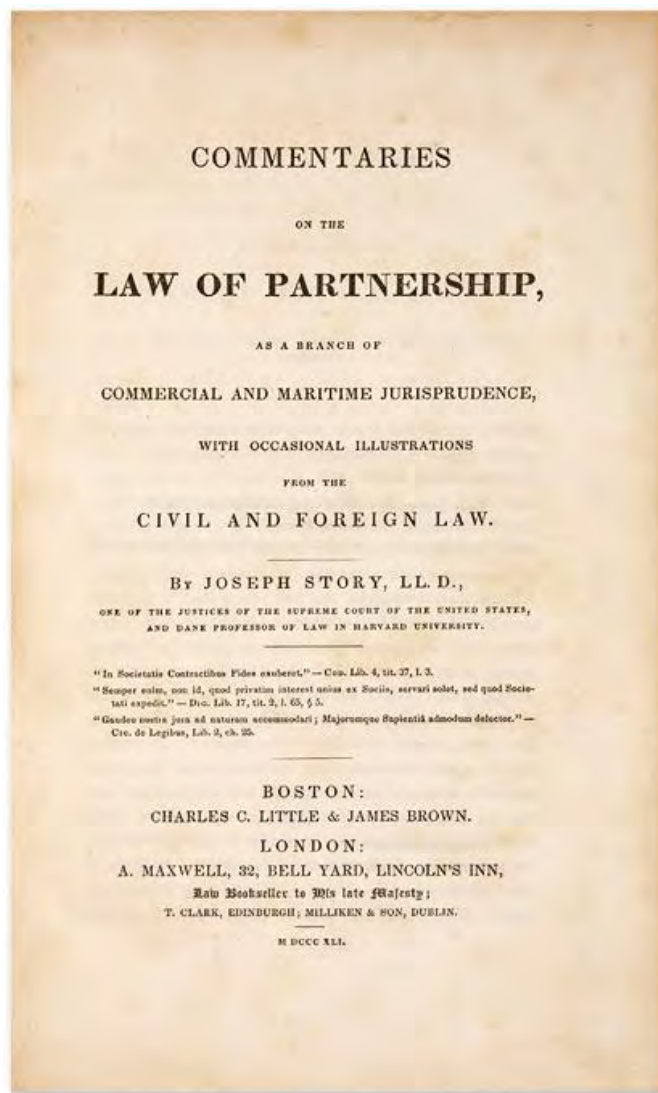 COMMENTARIES
ON THE
LAW OF PARTNERSHIP,
AS A BRANCH OF
COMMERCIAL AND MARITIME JURISPRUDENCE,
WITH OCCASIONAL ILLUSTRATIONS
FROM THE
CIVIL AND FOREIGN LAW.
BY JOSEPH STORY, LL. D.,
ONE OF THE JUSTICES OF THE SUPREME COURT OF THE UNITED STATES,
AND DANE PROFESSOR OF LAW IN HARVARD UNIVERSITY.
"In Societatis Contractibus Fides exuberet." — COD. Lib. 4, tit. 37, l. 3.
"Semper enim, non id, quod privatim interest unius ex Sociis, servari solet, sed quod Socie-
tati expedit." — DIG. Lib. 17, tit. 2, l. 65, § 5.
"Gaudeo nostra jura ad naturam accommodari; Majorumque Sapientiâ admodum delector." —
CIC. de Legibus, Lib. 2, ch. 25.
BOSTON:
CHARLES C. LITTLE & JAMES BROWN.
LONDON:
A. MAXWELL, 32, BELL YARD, LINCOLN'S INN,
Law Bookseller to His late Majesty;
T. CLARK, EDINBURGH; MILLIKEN & SON, DUBLIN.
M DCCC XLI.